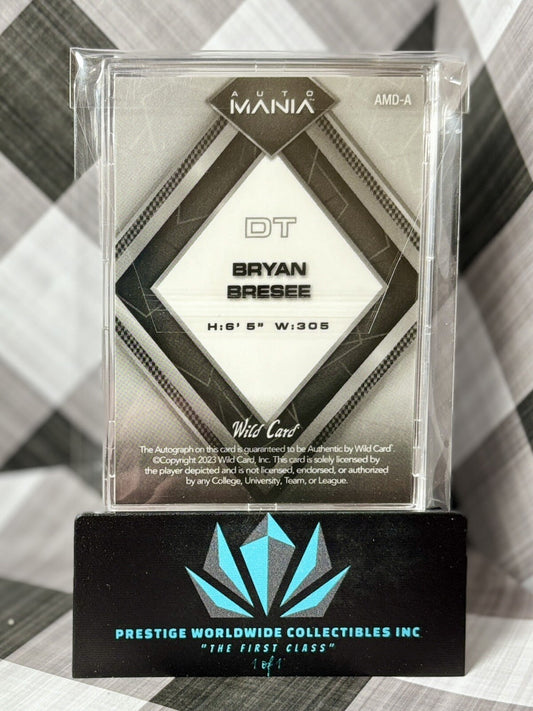 AUTO
MANIA™
AMD-A
DT
BRYAN
BRESEE
H:6' 5" W:305
Wild Card®
The Autograph on this card is guaranteed to be Authentic by Wild Card®
©Copyright 2023 Wild Card, Inc. This card is solely licensed by
the player depicted and is not licensed, endorsed, or authorized
by any College, University, Team, or League.
PRESTIGE WORLDWIDE COLLECTIBLES INC
"THE FIRST CLASS"
1 of 1